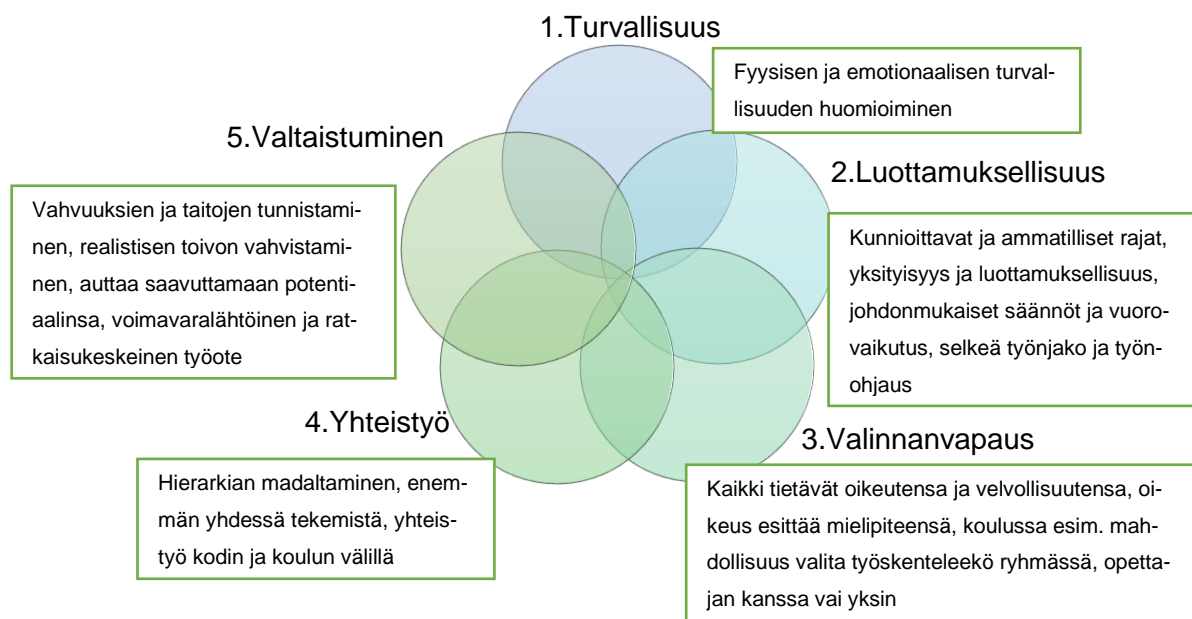 1.Turvallisuus
Fyysisen ja emotionaalisen turval-
lisuuden huomioiminen
2.Luottamuksellisuus
Kunnioittavat ja ammatilliset rajat,
yksityisyys ja luottamuksellisuus,
johdonmukaiset säännöt ja vuoro-
vaikutus, selkeä työnjako ja työn-
ohjaus
3.Valinnanvapaus
Kaikki tietävät oikeutensa ja velvollisuutensa, oi-
keus esittää mielipiteensä, koulussa esim. mah-
dollisuus valita työskenteleekö ryhmässä, opetta-
jan kanssa vai yksin
4.Yhteistyö
Hierarkian madaltaminen, enem-
män yhdessä tekemistä, yhteis-
työ kodin ja koulun välillä
5.Valtaistuminen
Vahvuuksien ja taitojen tunnistami-
nen, realistisen toivon vahvistami-
nen, auttaa saavuttamaan potenti-
aalinsa, voimavaralähtöinen ja rat-
kaisukeskeinen työote